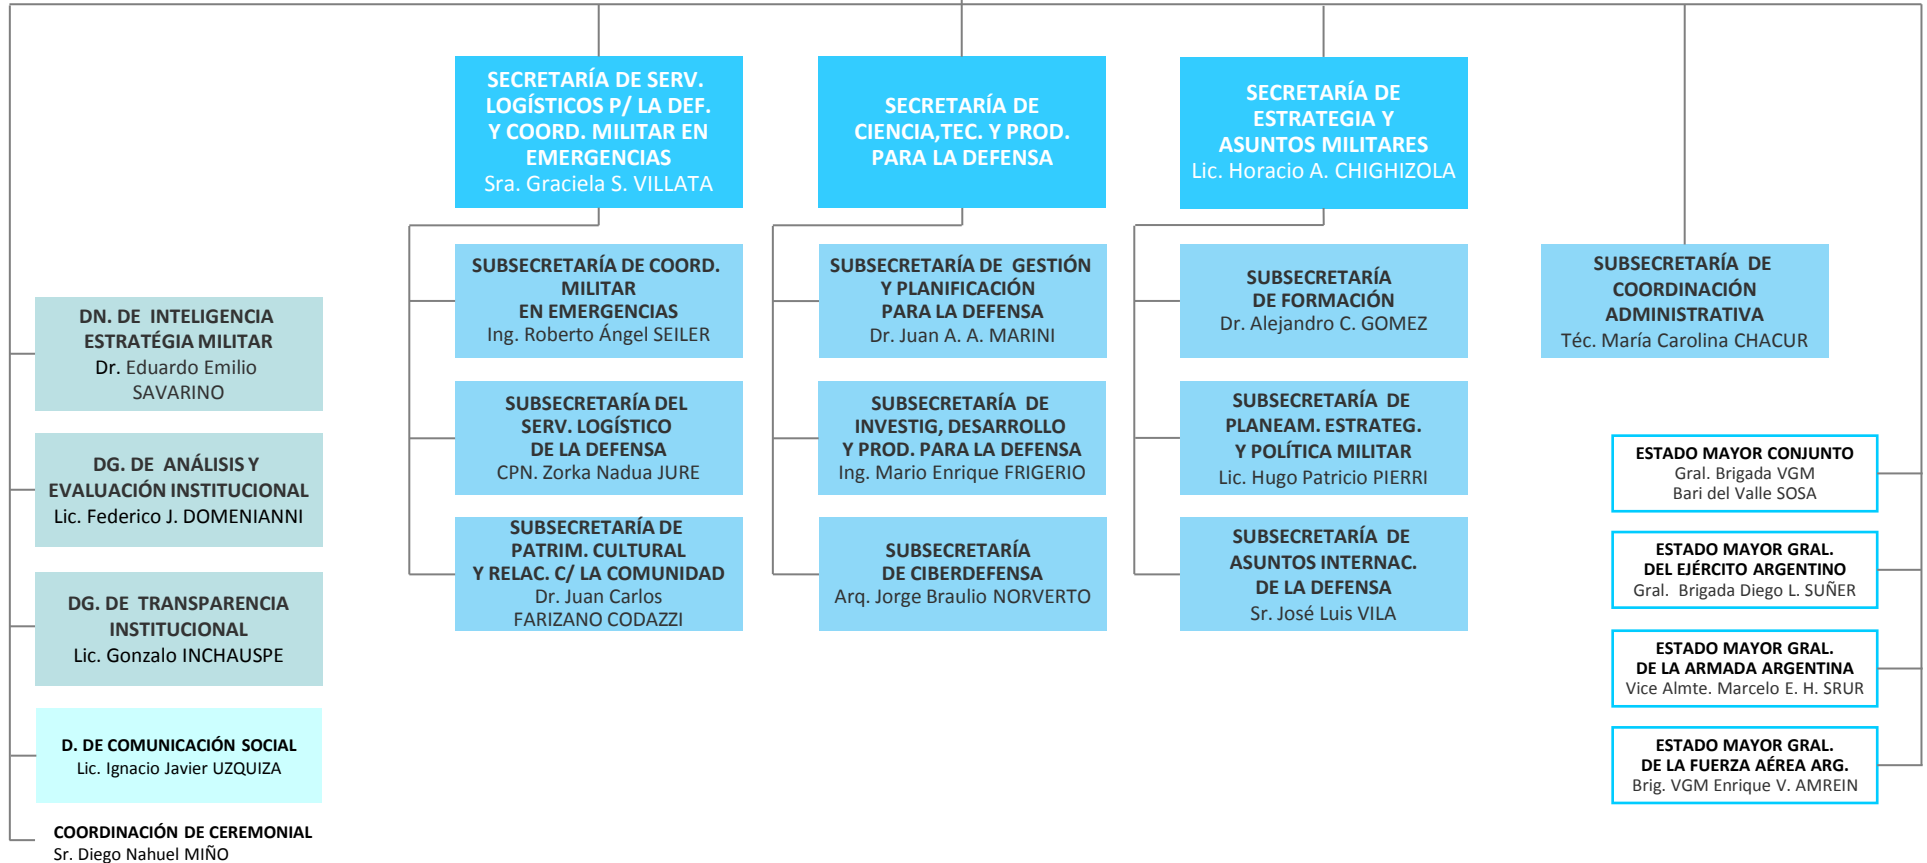 SECRETARÍA DE SERV.
LOGÍSTICOS P/ LA DEF.
Y COORD. MILITAR EN
EMERGENCIAS
Sra. Graciela S. VILLATA
SECRETARÍA DE
CIENCIA,TEC. Y PROD.
PARA LA DEFENSA
SECRETARÍA DE
ESTRATEGIA Y
ASUNTOS MILITARES
Lic. Horacio A. CHIGHIZOLA
SUBSECRETARÍA DE COORD.
MILITAR
EN EMERGENCIAS
Ing. Roberto Ángel SEILER
SUBSECRETARÍA DE GESTIÓN
Y PLANIFICACIÓN
PARA LA DEFENSA
Dr. Juan A. A. MARINI
SUBSECRETARÍA
DE FORMACIÓN
Dr. Alejandro C. GOMEZ
SUBSECRETARÍA DE
COORDINACIÓN
ADMINISTRATIVA
Téc. María Carolina CHACUR
DN. DE INTELIGENCIA
ESTRATÉGIA MILITAR
Dr. Eduardo Emilio
SAVARINO
SUBSECRETARÍA DEL
SERV. LOGÍSTICO
DE LA DEFENSA
CPN. Zorka Nadua JURE
SUBSECRETARÍA DE
INVESTIG, DESARROLLO
Y PROD. PARA LA DEFENSA
Ing. Mario Enrique FRIGERIO
SUBSECRETARÍA DE
PLANEAM. ESTRATEG.
Y POLÍTICA MILITAR
Lic. Hugo Patricio PIERRI
DG. DE ANÁLISIS Y
EVALUACIÓN INSTITUCIONAL
Lic. Federico J. DOMENIANNI
ESTADO MAYOR CONJUNTO
Gral. Brigada VGM
Bari del Valle SOSA
SUBSECRETARÍA DE
PATRIM. CULTURAL
Y RELAC. C/ LA COMUNIDAD
Dr. Juan Carlos
FARIZANO CODAZZI
SUBSECRETARÍA
DE CIBERDEFENSA
Arq. Jorge Braulio NORVERTO
SUBSECRETARÍA DE
ASUNTOS INTERNAC.
DE LA DEFENSA
Sr. José Luis VILA
ESTADO MAYOR GRAL.
DEL EJÉRCITO ARGENTINO
Gral. Brigada Diego L. SUÑER
DG. DE TRANSPARENCIA
INSTITUCIONAL
Lic. Gonzalo INCHAUSPE
ESTADO MAYOR GRAL.
DE LA ARMADA ARGENTINA
Vice Almte. Marcelo E. H. SRUR
D. DE COMUNICACIÓN SOCIAL
Lic. Ignacio Javier UZQUIZA
ESTADO MAYOR GRAL.
DE LA FUERZA AÉREA ARG.
Brig. VGM Enrique V. AMREIN
COORDINACIÓN DE CEREMONIAL
Sr. Diego Nahuel MIÑO